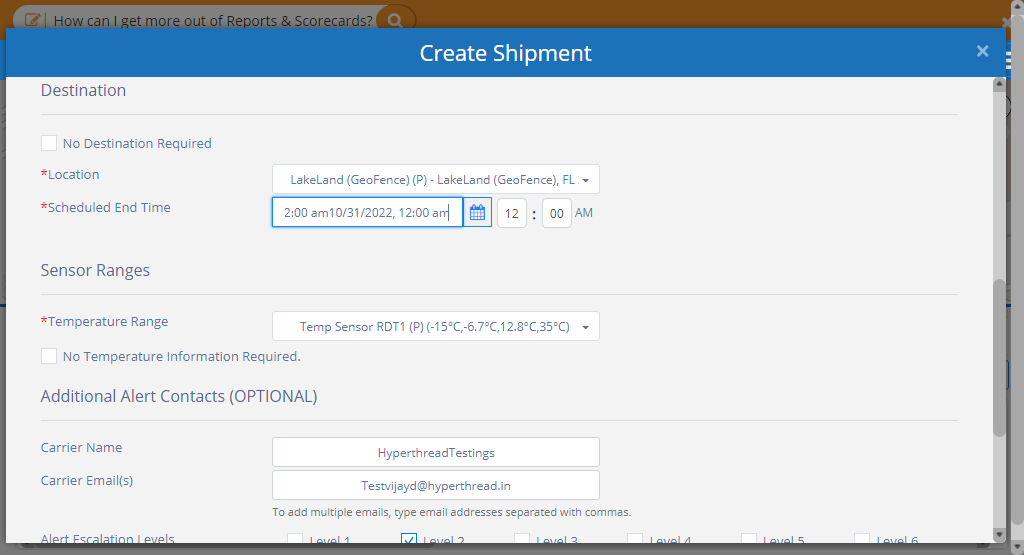 How can I get more out of Reports & Scorecards?
Create Shipment
Destination
No Destination Required
*Location
LakeLand (GeoFence) (P) - LakeLand (GeoFence), FL
*Scheduled End Time
2:00 am10/31/2022, 12:00 am
12 : 00 AM
Sensor Ranges
*Temperature Range
Temp Sensor RDT1 (P) (-15°C,-6.7°C,12.8°C,35°C)
No Temperature Information Required.
Additional Alert Contacts (OPTIONAL)
Carrier Name
HyperthreadTestings
Carrier Email(s)
Testvijayd@hyperthread.in
To add multiple emails, type email addresses separated with commas.
Alert Escalation Levels
Level 1 Level 2 Level 3 Level 4 Level 5 Level 6